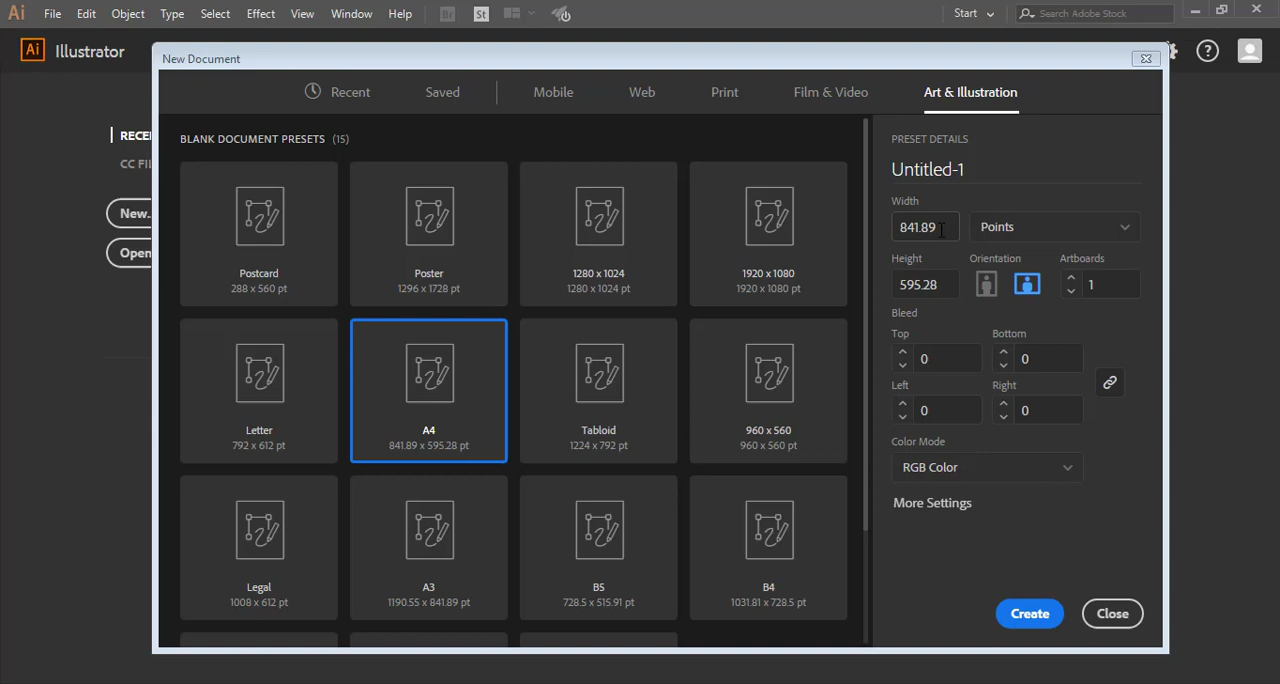 Ai File Edit Object Type Select Effect View Window Help Br St Start Search Adobe Stock
Ai Illustrator
New Document
Recent Saved Mobile Web Print Film & Video Art & Illustration
RECE
CC FI
New..
Open
BLANK DOCUMENT PRESETS (15)
Postcard
288 x 560 pt
Poster
1296 x 1728 pt
1280 x 1024
1280 x 1024 pt
1920 x 1080
1920 x 1080 pt
Letter
792 x 612 pt
A4
841.89 x 595.28 pt
Tabloid
1224 x 792 pt
960 x 560
960 x 560 pt
Legal
1008 x 612 pt
A3
1190.55 x 841.89 pt
B5
728.5 x 515.91 pt
B4
1031.81 x 728.5 pt
PRESET DETAILS
Untitled-1
Width
841.89 Points
Height Orientation Artboards
595.28 1
Bleed
Top Bottom
0 0
Left Right
0 0
Color Mode
RGB Color
More Settings
Create Close